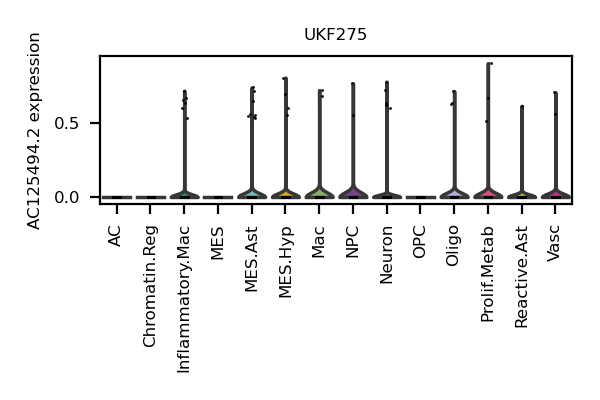 UKF275
AC125494.2 expression
0.5
0.0
AC
Chromatin.Reg
Inflammatory.Mac
MES
MES.Ast
MES.Hyp
Mac
NPC
Neuron
OPC
Oligo
Prolif.Metab
Reactive.Ast
Vasc